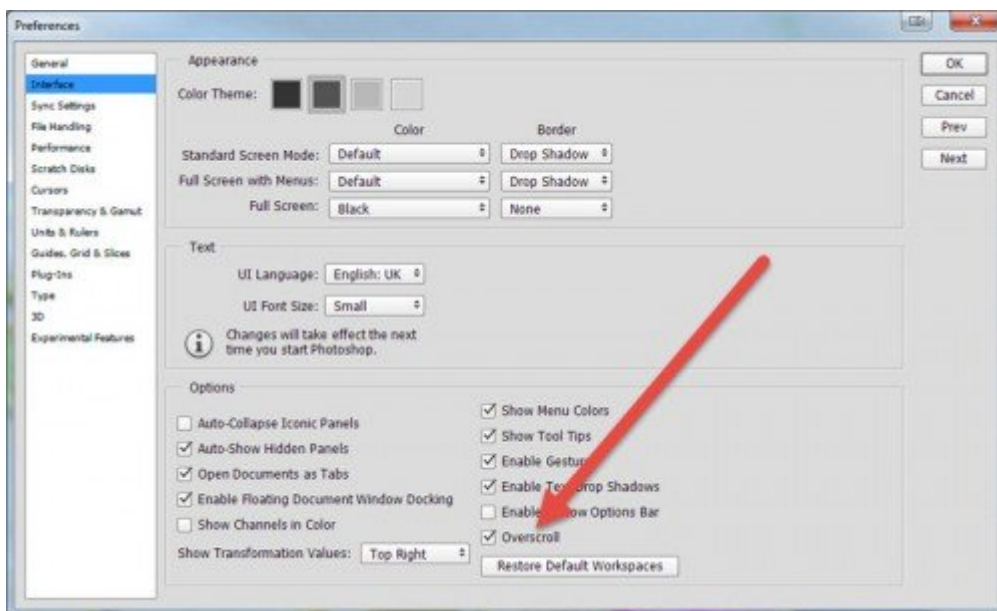 Preferences
General
Interface
Sync Settings
File Handling
Performance
Scratch Disks
Cursors
Transparency & Gamut
Units & Rulers
Guides, Grid & Slices
Plug-Ins
Type
3D
Experimental Features
Appearance
Color Theme:
Color Border
Standard Screen Mode: Default Drop Shadow
Full Screen with Menus: Default Drop Shadow
Full Screen: Black None
Text
UI Language: English: UK
UI Font Size: Small
Changes will take effect the next
time you start Photoshop.
Options
Auto-Collapse Iconic Panels
Auto-Show Hidden Panels
Open Documents as Tabs
Enable Floating Document Window Docking
Show Channels in Color
Show Transformation Values: Top Right
Show Menu Colors
Show Tool Tips
Enable
Enable Drop Shadows
Enable Options Bar
Overscroll
Restore Default Workspaces
OK
Cancel
Prev
Next